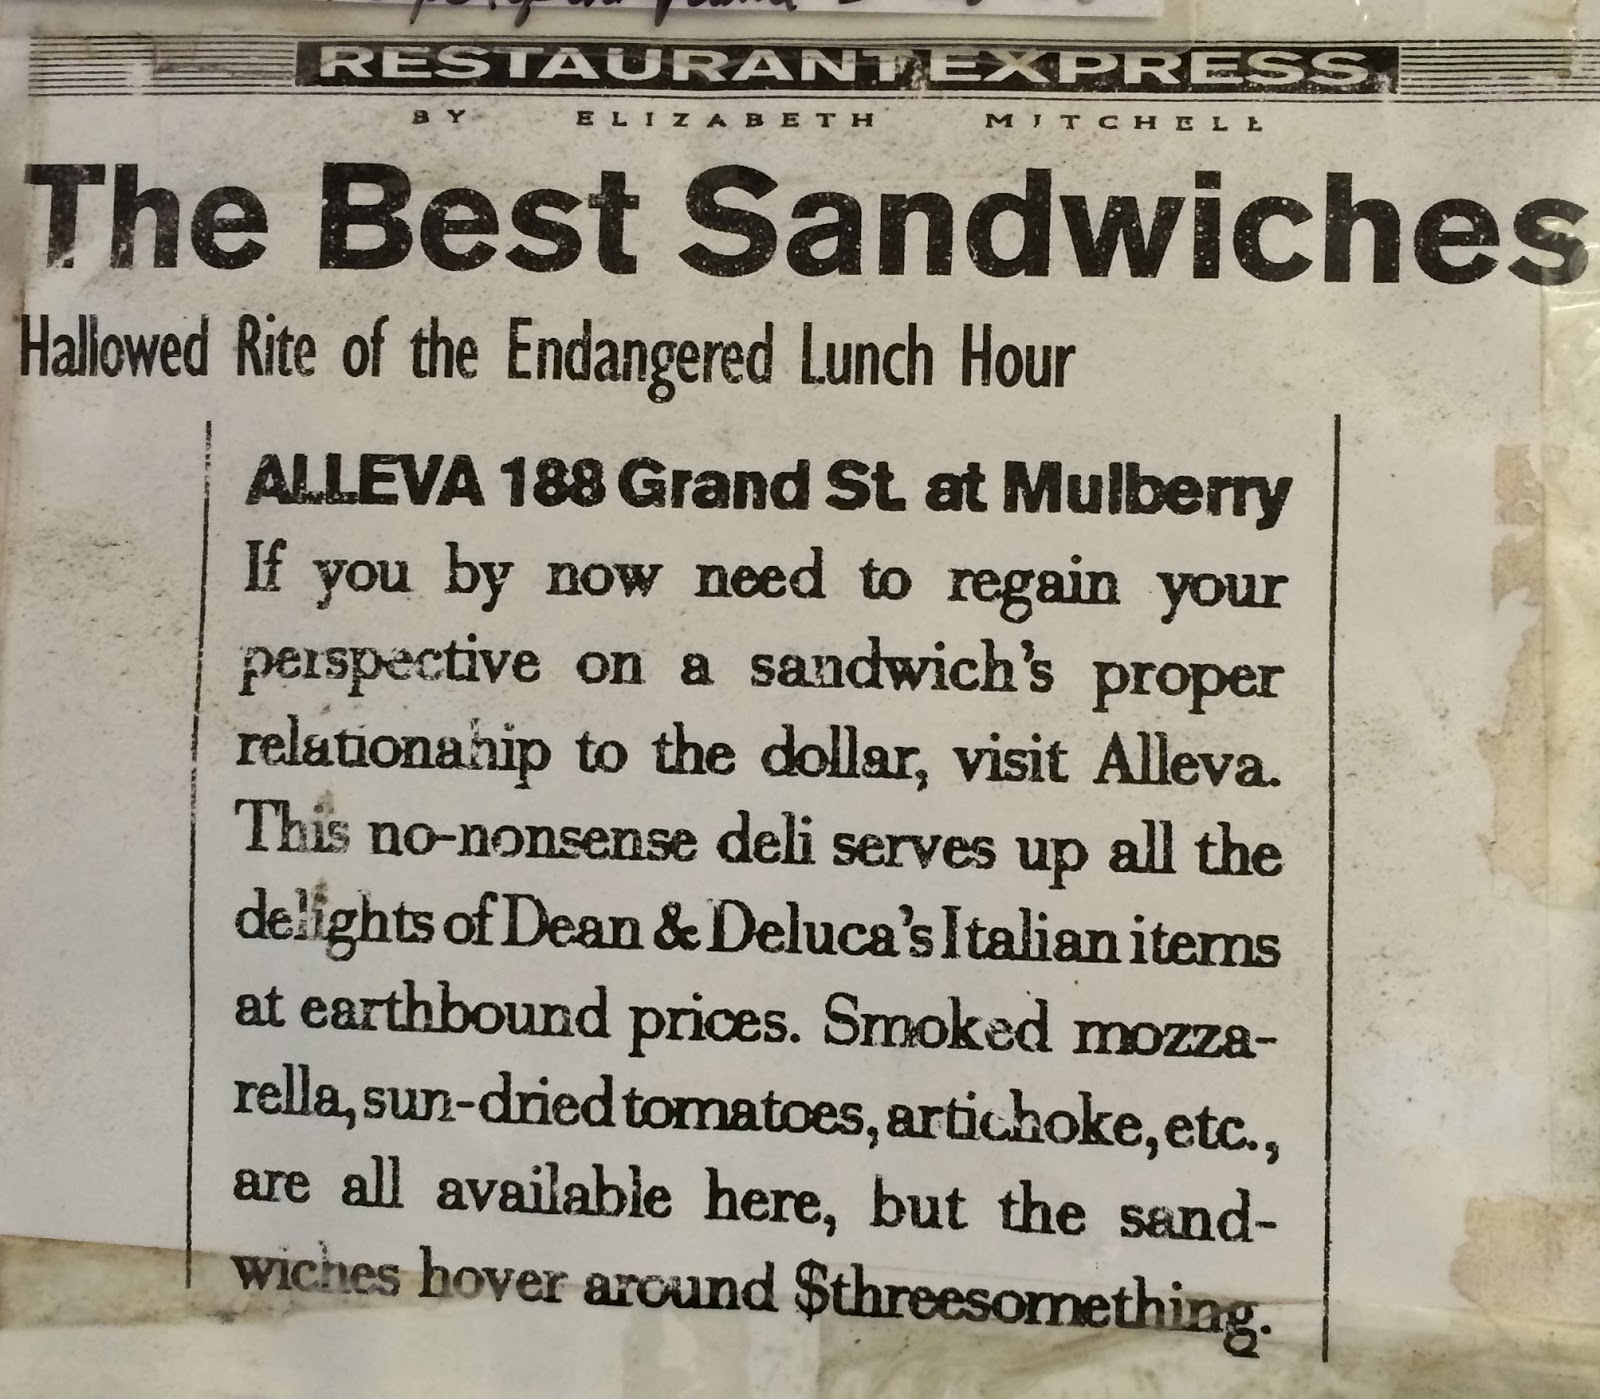 RESTAURANT EXPRESS
BY ELIZABETH MITCHELL
The Best Sandwiches
Hallowed Rite of the Endangered Lunch Hour
ALLEVA 188 Grand St. at Mulberry
If you by now need to regain your
perspective on a sandwich's proper
relationahip to the dollar, visit Alleva.
This no-nonsense deli serves up all the
delights of Dean & Deluca's Italian items
at earthbound prices. Smoked mozza-
rella, sun-dried tomatoes, artichoke, etc.,
are all available here, but the sand-
wiches hover around $threesomething.